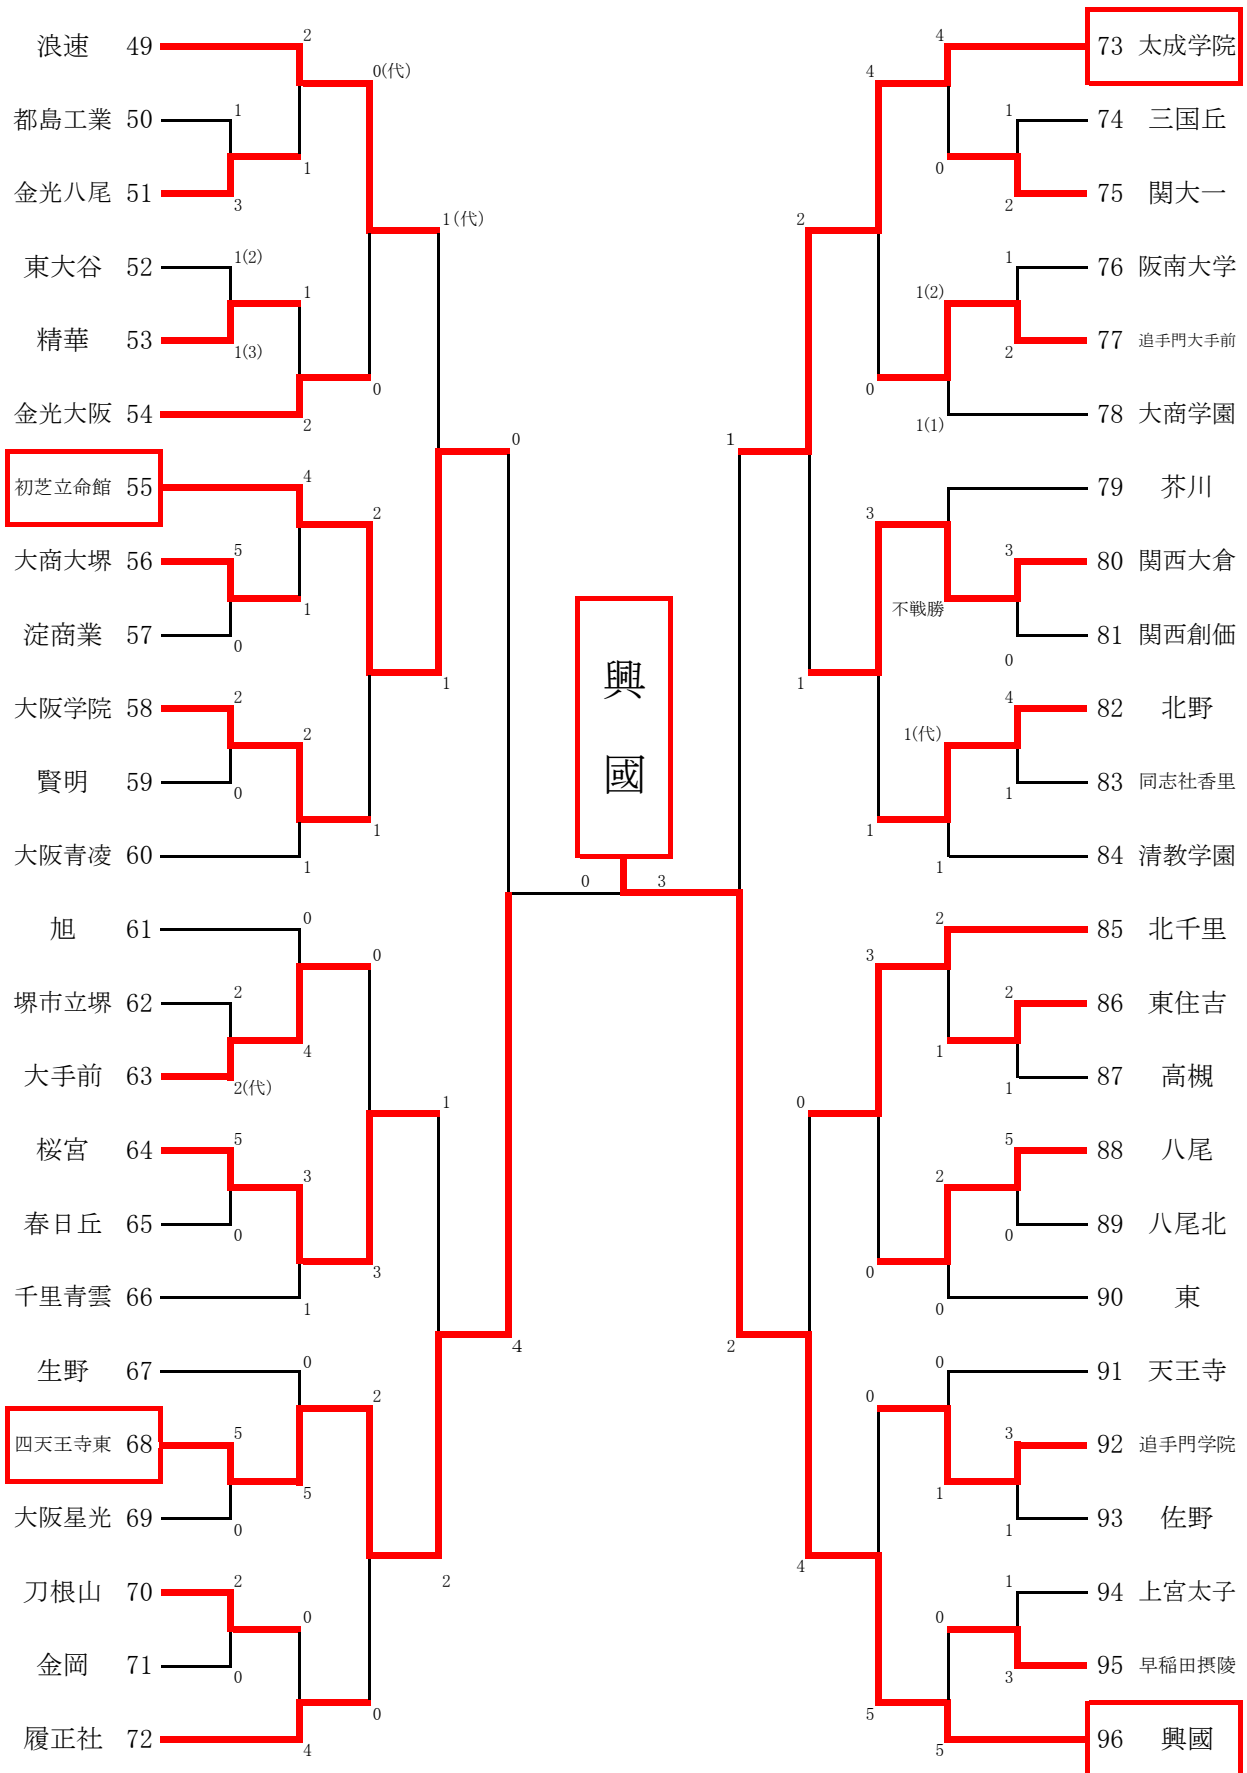 浪速 49
都島工業 50
金光八尾 51
東大谷 52
精華 53
金光大阪 54
初芝立命館 55
大商大堺 56
淀商業 57
大阪学院 58
賢明 59
大阪青凌 60
旭 61
堺市立堺 62
大手前 63
桜宮 64
春日丘 65
千里青雲 66
生野 67
四天王寺東 68
大阪星光 69
刀根山 70
金岡 71
履正社 72
2
1
3
1
0(代)
1(2)
1(3)
1
2
0
1(代)
4
5
0
1
2
2
0
2
1
1
1
0
0
2
2(代)
4
0
5
0
3
1
3
1
0
5
0
5
2
2
0
0
4
0
2
4
0
3
興
國
73 太成学院
74 三国丘
75 関大一
76 阪南大学
77 追手門大手前
78 大商学園
79 芥川
80 関西大倉
81 関西創価
82 北野
83 同志社香里
84 清教学園
85 北千里
86 東住吉
87 高槻
88 八尾
89 八尾北
90 東
91 天王寺
92 追手門学院
93 佐野
94 上宮太子
95 早稲田摂陵
96 興國
4
4
1
2
0
2
1
2
1(2)
1(1)
0
1
3
3
0
不戦勝
1
4
1
1(代)
1
1
2
3
2
1
1
0
5
0
2
0
0
2
0
0
3
1
1
4
1
3
0
5
5